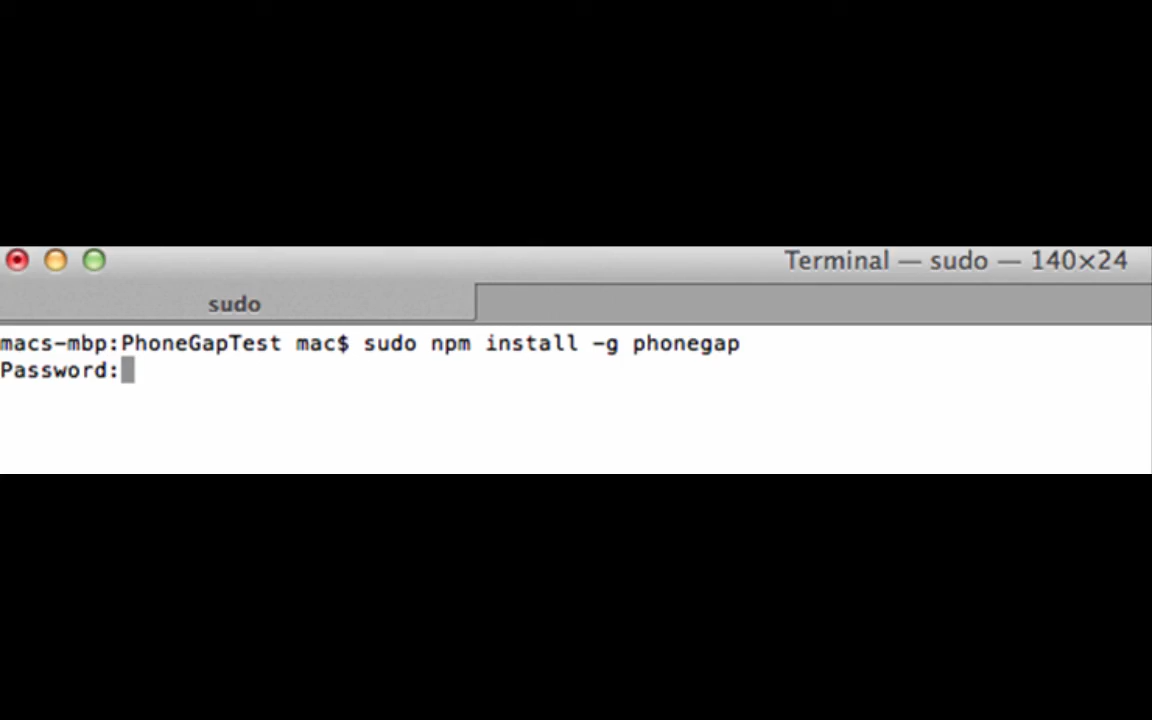 Terminal — sudo — 140×24
sudo
macs-mbp:PhoneGapTest mac$ sudo npm install -g phonegap
Password: